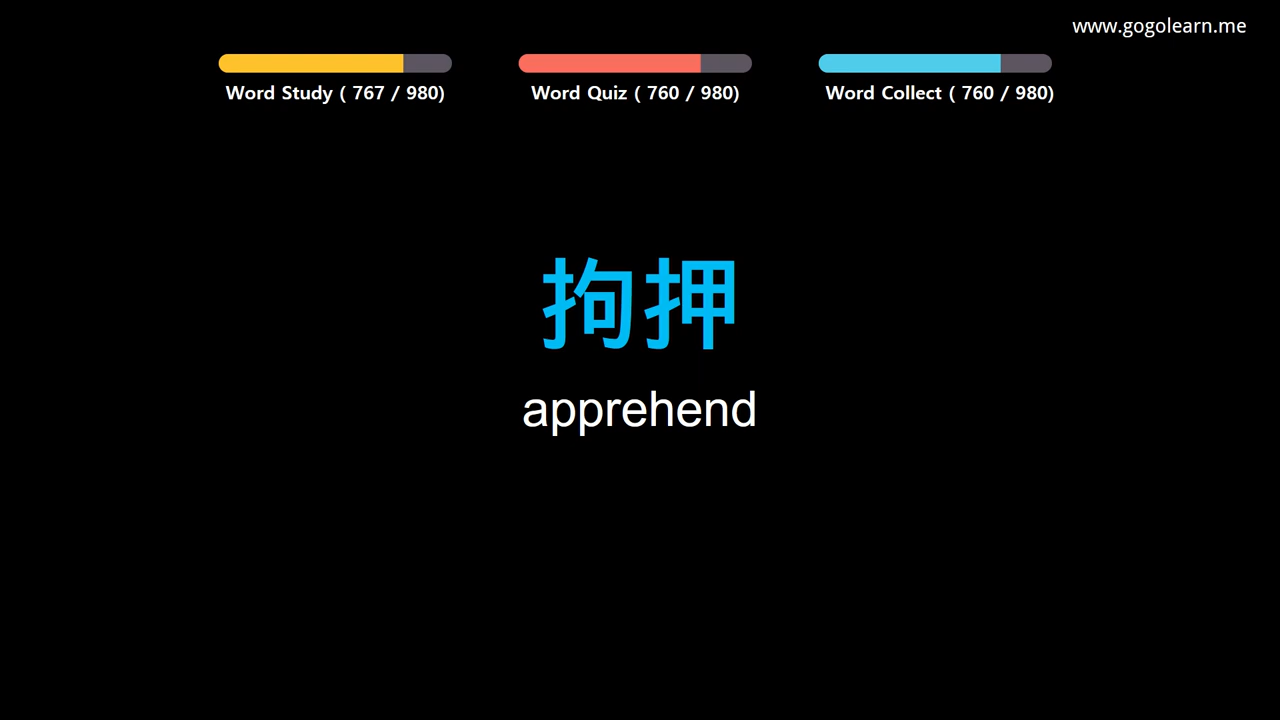 www.gogolearn.me
Word Study ( 767 / 980)
Word Quiz ( 760 / 980)
Word Collect ( 760 / 980)
拘押
apprehend